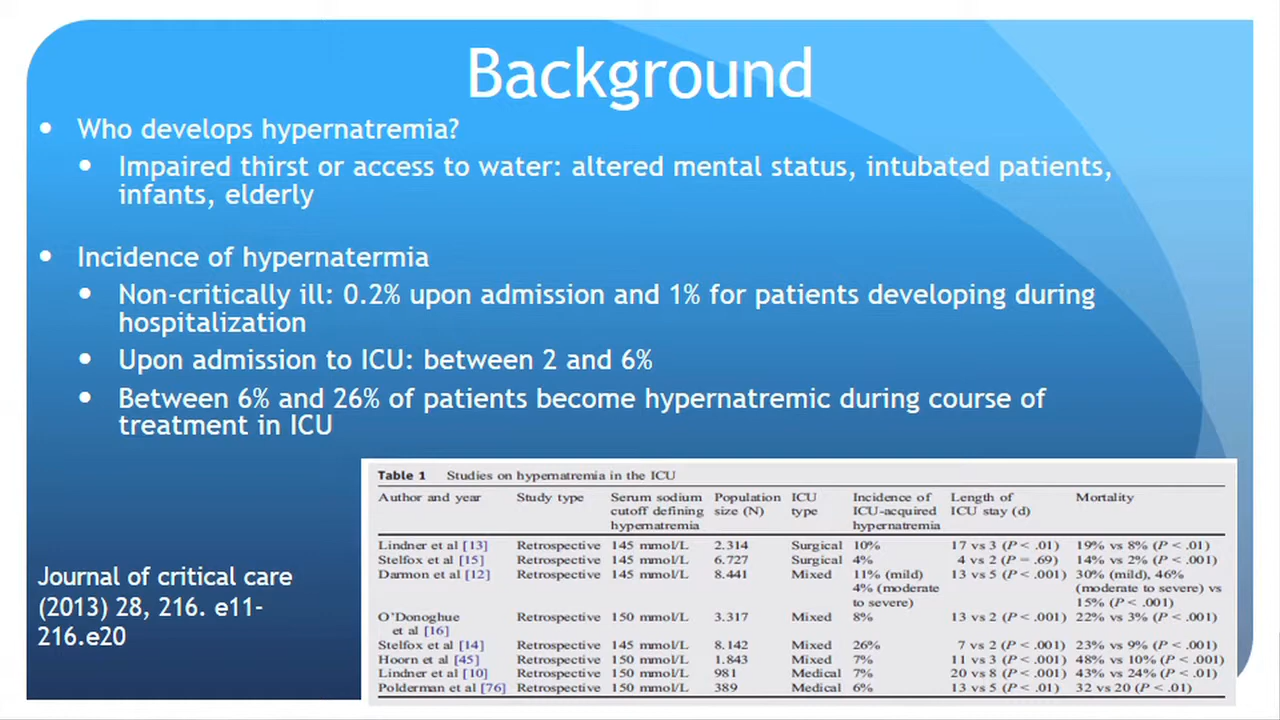 Background
• Who develops hypernatremia?
• Impaired thirst or access to water: altered mental status, intubated patients,
infants, elderly
• Incidence of hypernatermia
• Non-critically ill: 0.2% upon admission and 1% for patients developing during
hospitalization
• Upon admission to ICU: between 2 and 6%
• Between 6% and 26% of patients become hypernatremic during course of
treatment in ICU
Journal of critical care
(2013) 28, 216. e11-
216.e20
Table 1 Studies on hypernatremia in the ICU
Author and year Study type Serum sodium Population ICU Incidence of Length of Mortality
cutoff defining size (N) type ICU-acquired ICU stay (d)
hypernatremia hypernatremia
Lindner et al [13] Retrospective 145 mmol/L 2.314 Surgical 10% 17 vs 3 (P < .01) 19% vs 8% (P < .01)
Stelfox et al [15] Retrospective 145 mmol/L 6.727 Surgical 4% 4 vs 2 (P = .69) 14% vs 2% (P < .001)
Darmon et al [12] Retrospective 145 mmol/L 8.441 Mixed 11% (mild) 13 vs 5 (P < .001) 30% (mild), 46%
4% (moderate (moderate to severe) vs
to severe) 15% (P < .001)
O'Donoghue Retrospective 150 mmol/L 3.317 Mixed 8% 13 vs 2 (P < .001) 22% vs 3% (P < .001)
et al [16]
Stelfox et al [14] Retrospective 145 mmol/L 8.142 Mixed 26% 7 vs 2 (P < .001) 23% vs 9% (P < .001)
Hoorn et al [45] Retrospective 150 mmol/L 1.843 Mixed 7% 11 vs 3 (P < .001) 48% vs 10% (P < .001)
Lindner et al [10] Retrospective 150 mmol/L 981 Medical 7% 20 vs 8 (P < .001) 43% vs 24% (P < .01)
Polderman et al [76] Retrospective 150 mmol/L 389 Medical 6% 13 vs 5 (P < .01) 32 vs 20 (P < .01)